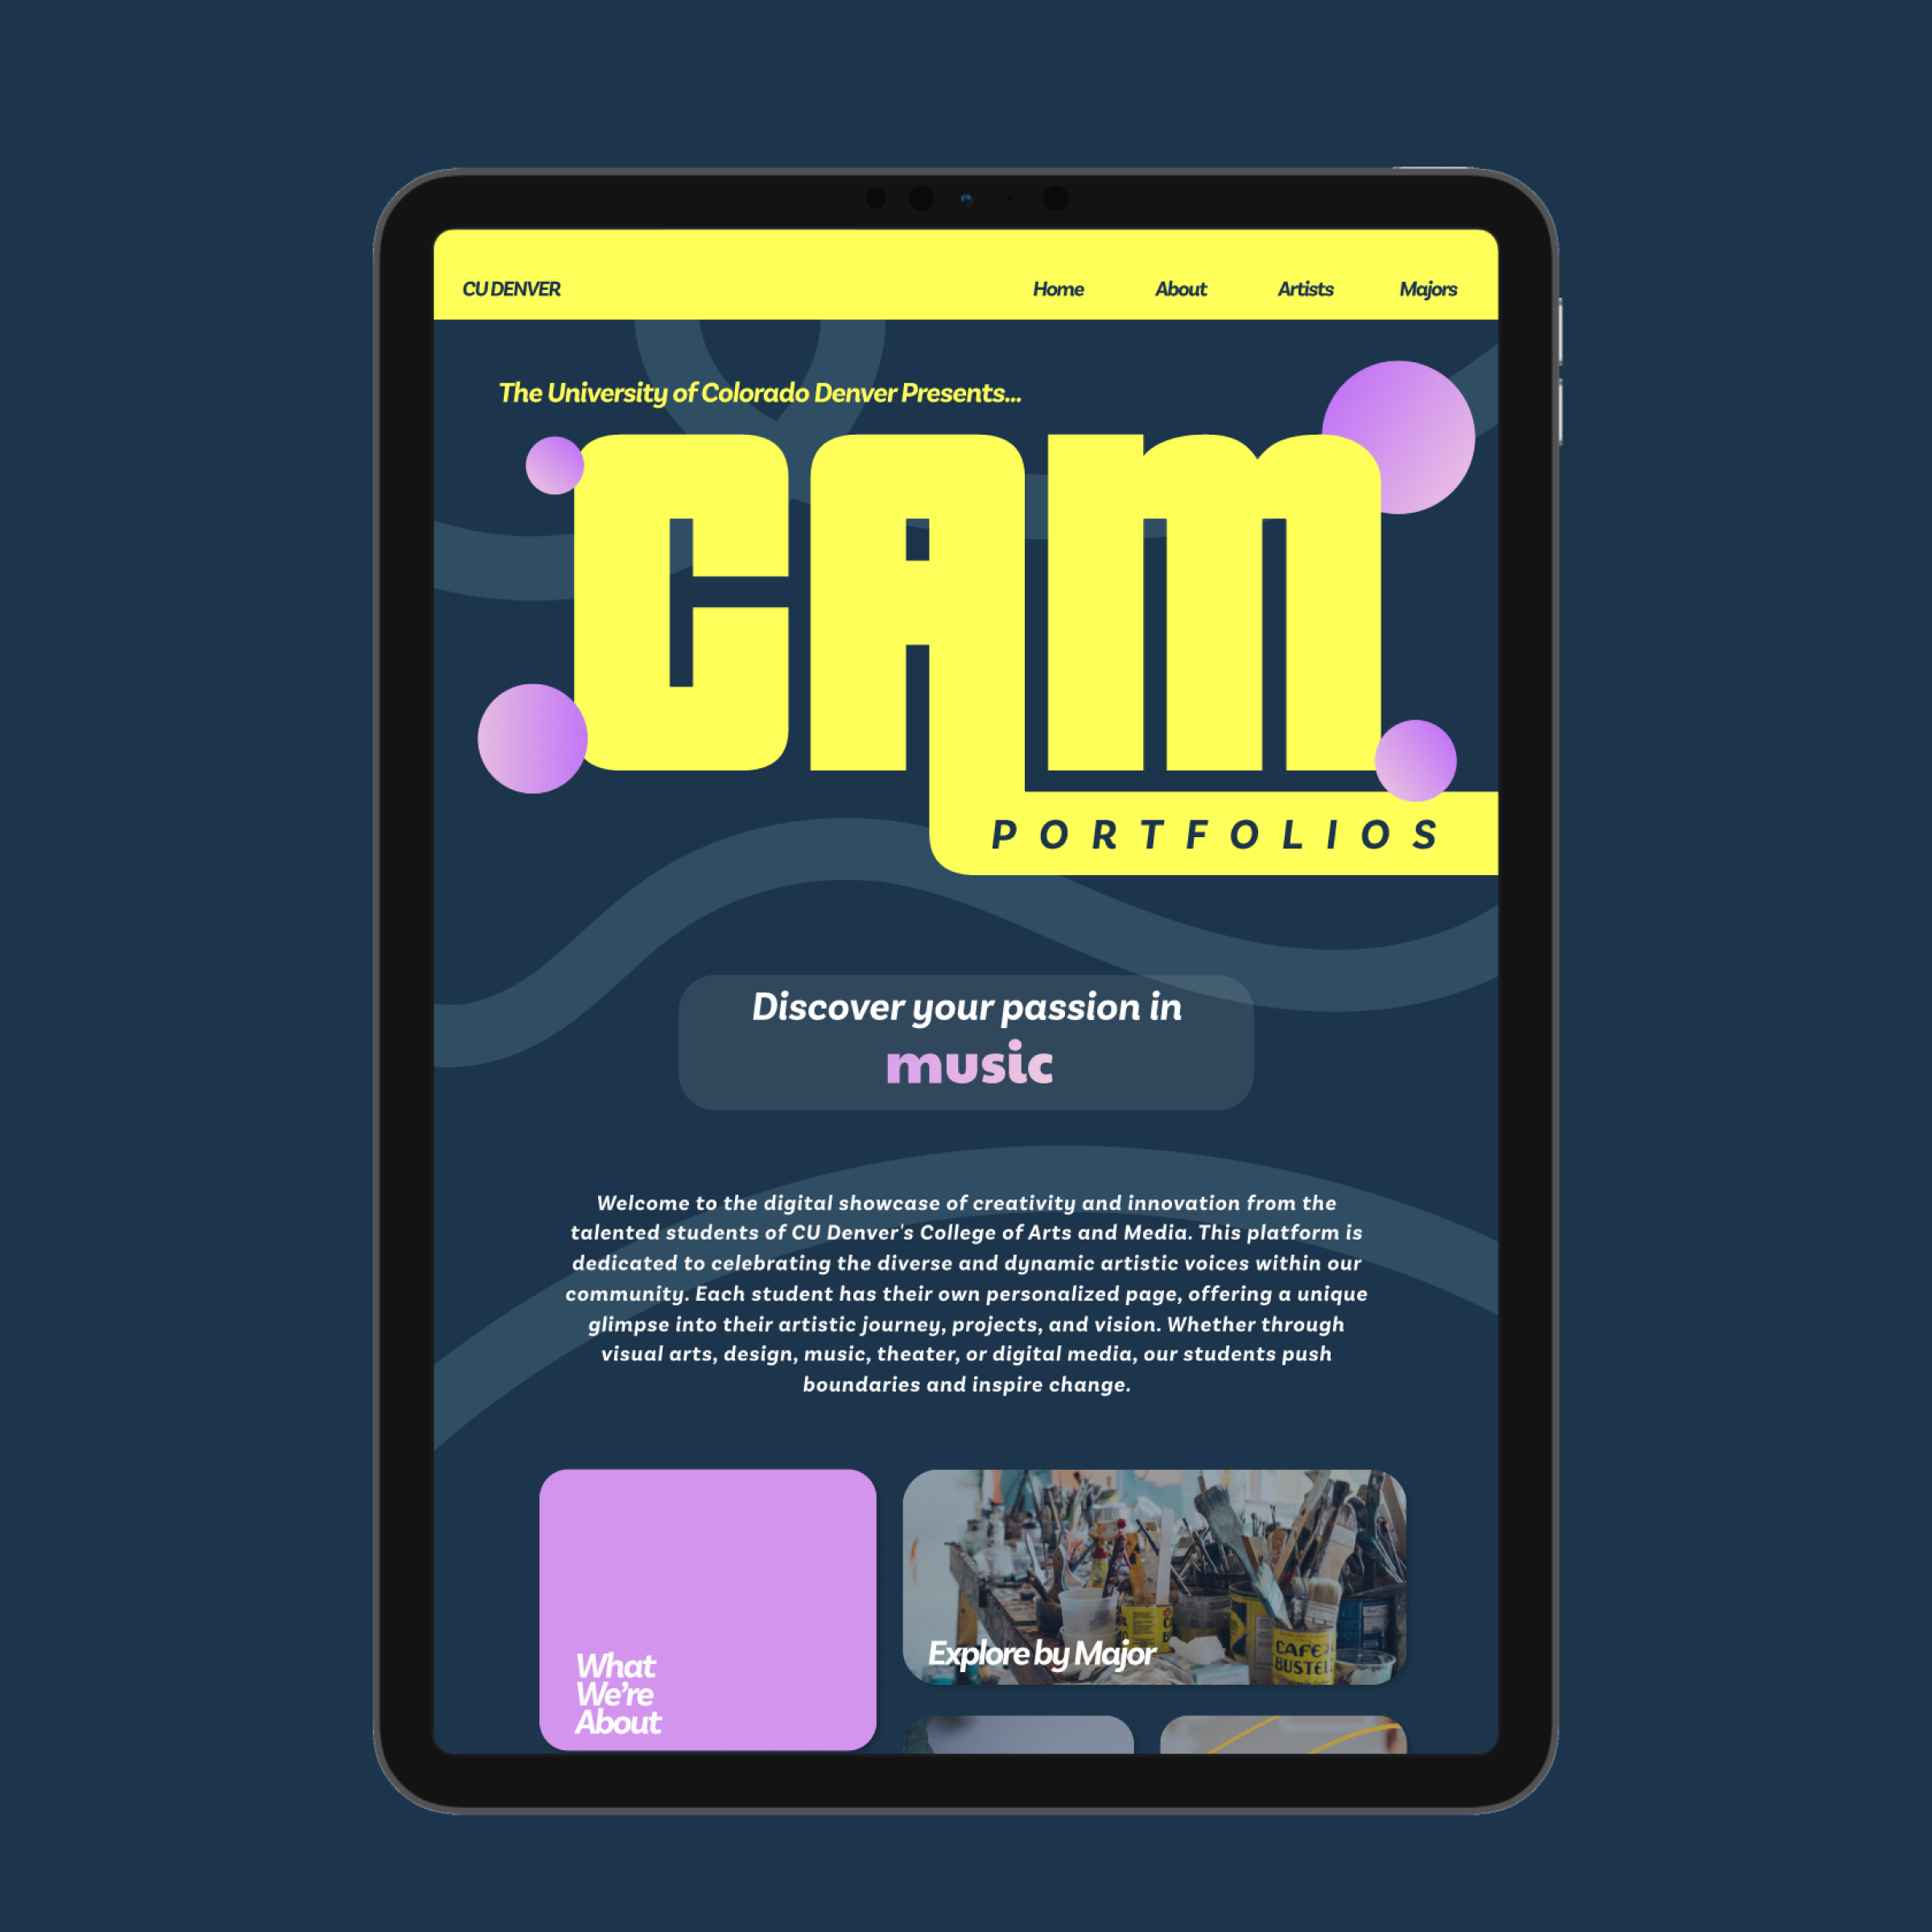 CU DENVER
Home About Artists Majors
The University of Colorado Denver Presents...
CAM
PORTFOLIOS
Discover your passion in
music
Welcome to the digital showcase of creativity and innovation from the
talented students of CU Denver's College of Arts and Media. This platform is
dedicated to celebrating the diverse and dynamic artistic voices within our
community. Each student has their own personalized page, offering a unique
glimpse into their artistic journey, projects, and vision. Whether through
visual arts, design, music, theater, or digital media, our students push
boundaries and inspire change.
What
We're
About
Explore by Major
CAFE
BUSTEL